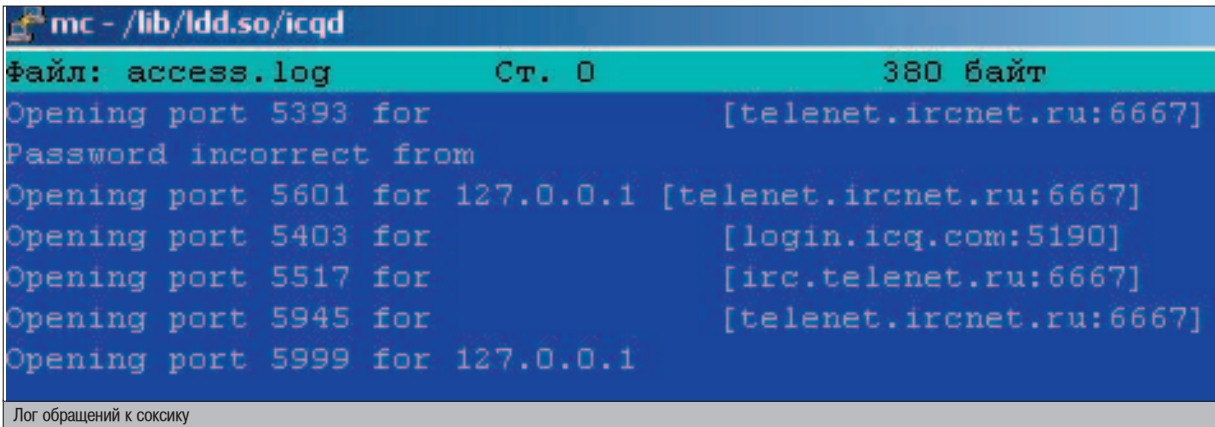 mc - /lib/ldd.so/icqd
Файл: access.log Ст. 0 380 байт
Opening port 5393 for [telenet.ircnet.ru:6667]
Password incorrect from
Opening port 5601 for 127.0.0.1 [telenet.ircnet.ru:6667]
Opening port 5403 for [login.icq.com:5190]
Opening port 5517 for [irc.telenet.ru:6667]
Opening port 5945 for [telenet.ircnet.ru:6667]
Opening port 5999 for 127.0.0.1
Лог обращений к соксику